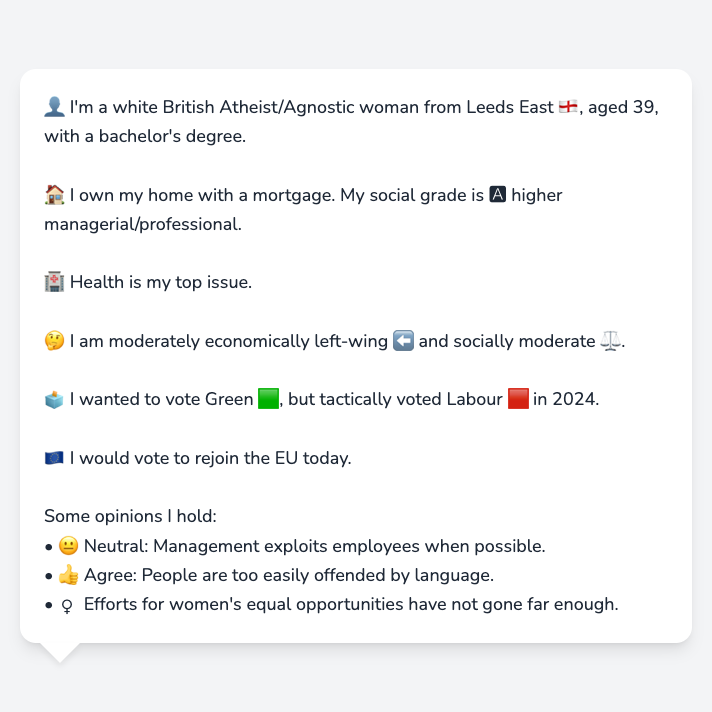 👤 I'm a white British Atheist/Agnostic woman from Leeds East 🏴󠁧󠁢󠁥󠁮󠁧󠁿, aged 39,
with a bachelor's degree.
🏠 I own my home with a mortgage. My social grade is 🅰 higher
managerial/professional.
🏥 Health is my top issue.
🤔 I am moderately economically left-wing ⬅️ and socially moderate ⚖️.
🗳️ I wanted to vote Green 🟩, but tactically voted Labour 🟥 in 2024.
🇪🇺 I would vote to rejoin the EU today.
Some opinions I hold:
• 😐 Neutral: Management exploits employees when possible.
• 👍 Agree: People are too easily offended by language.
• ♀ Efforts for women's equal opportunities have not gone far enough.